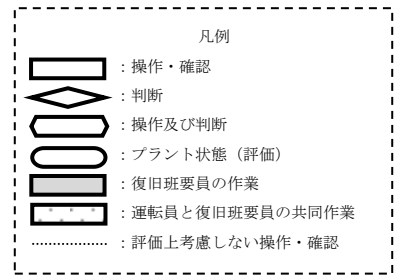 凡例
：操作・確認
：判断
：操作及び判断
：プラント状態（評価）
：復旧班要員の作業
：運転員と復旧班要員の共同作業
：評価上考慮しない操作・確認